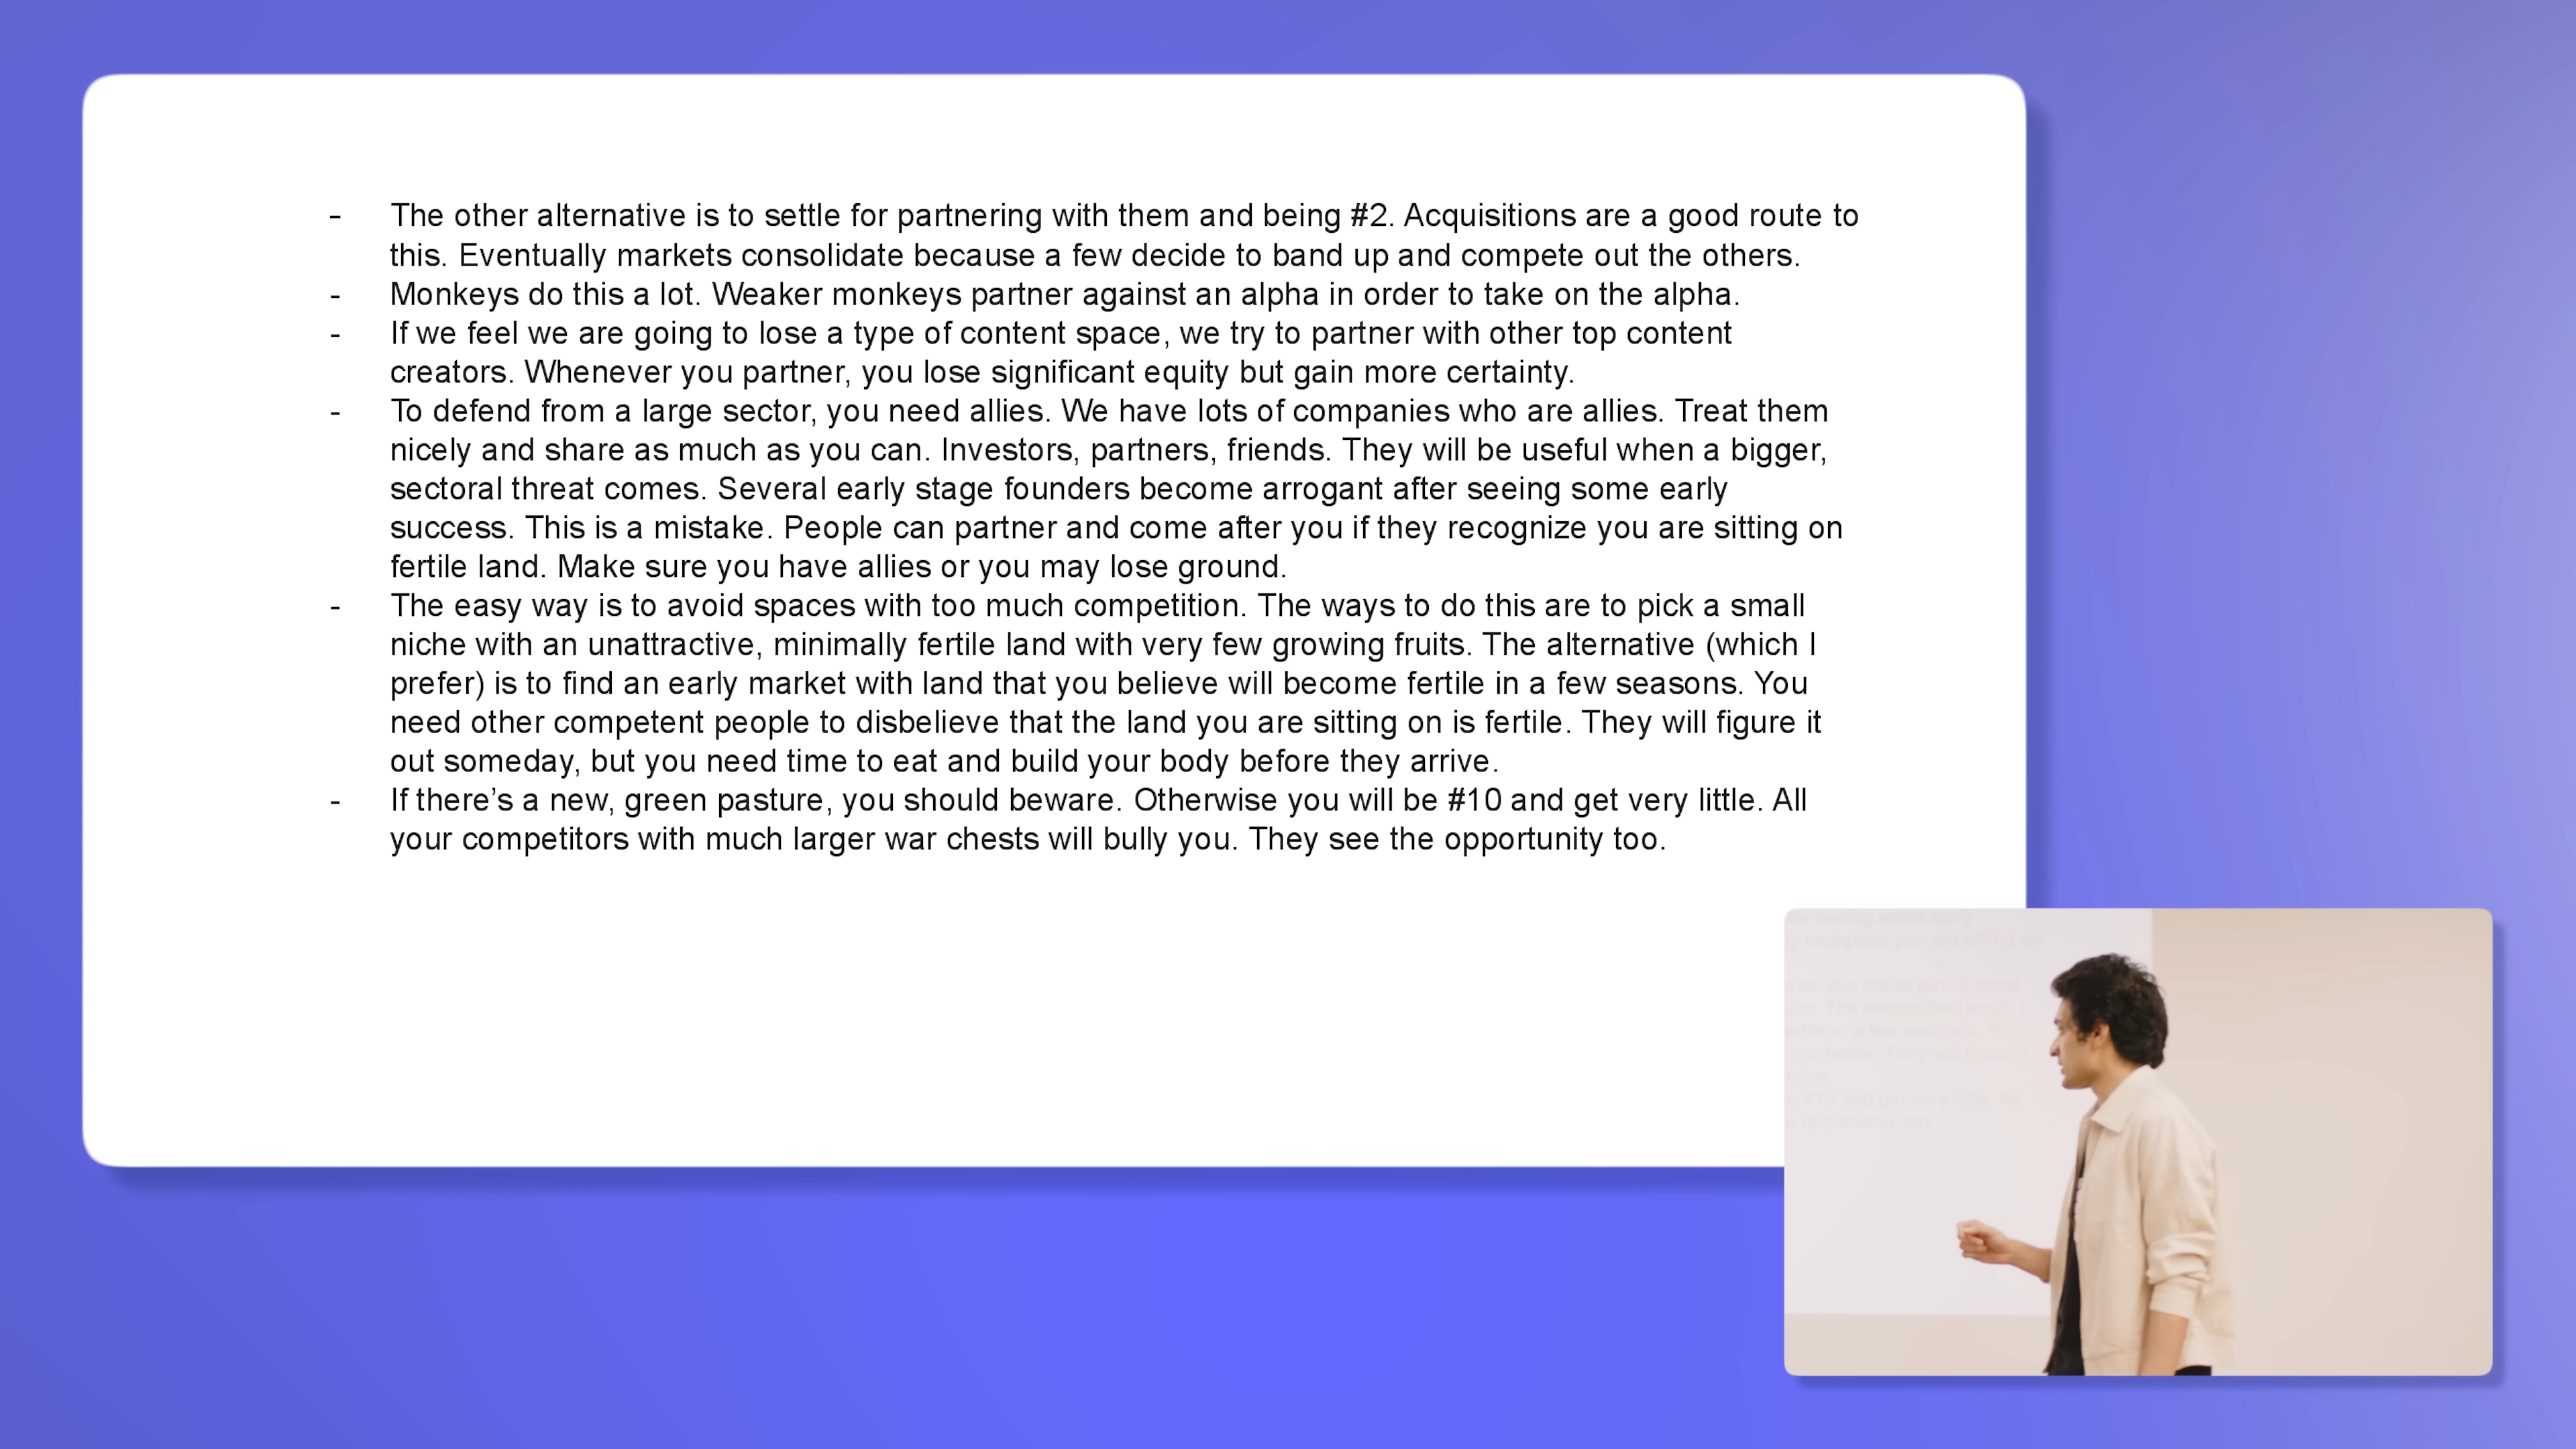 - The other alternative is to settle for partnering with them and being #2. Acquisitions are a good route to
this. Eventually markets consolidate because a few decide to band up and compete out the others.
- Monkeys do this a lot. Weaker monkeys partner against an alpha in order to take on the alpha.
- If we feel we are going to lose a type of content space, we try to partner with other top content
creators. Whenever you partner, you lose significant equity but gain more certainty.
- To defend from a large sector, you need allies. We have lots of companies who are allies. Treat them
nicely and share as much as you can. Investors, partners, friends. They will be useful when a bigger,
sectoral threat comes. Several early stage founders become arrogant after seeing some early
success. This is a mistake. People can partner and come after you if they recognize you are sitting on
fertile land. Make sure you have allies or you may lose ground.
- The easy way is to avoid spaces with too much competition. The ways to do this are to pick a small
niche with an unattractive, minimally fertile land with very few growing fruits. The alternative (which I
prefer) is to find an early market with land that you believe will become fertile in a few seasons. You
need other competent people to disbelieve that the land you are sitting on is fertile. They will figure it
out someday, but you need time to eat and build your body before they arrive.
- If there's a new, green pasture, you should beware. Otherwise you will be #10 and get very little. All
your competitors with much larger war chests will bully you. They see the opportunity too.